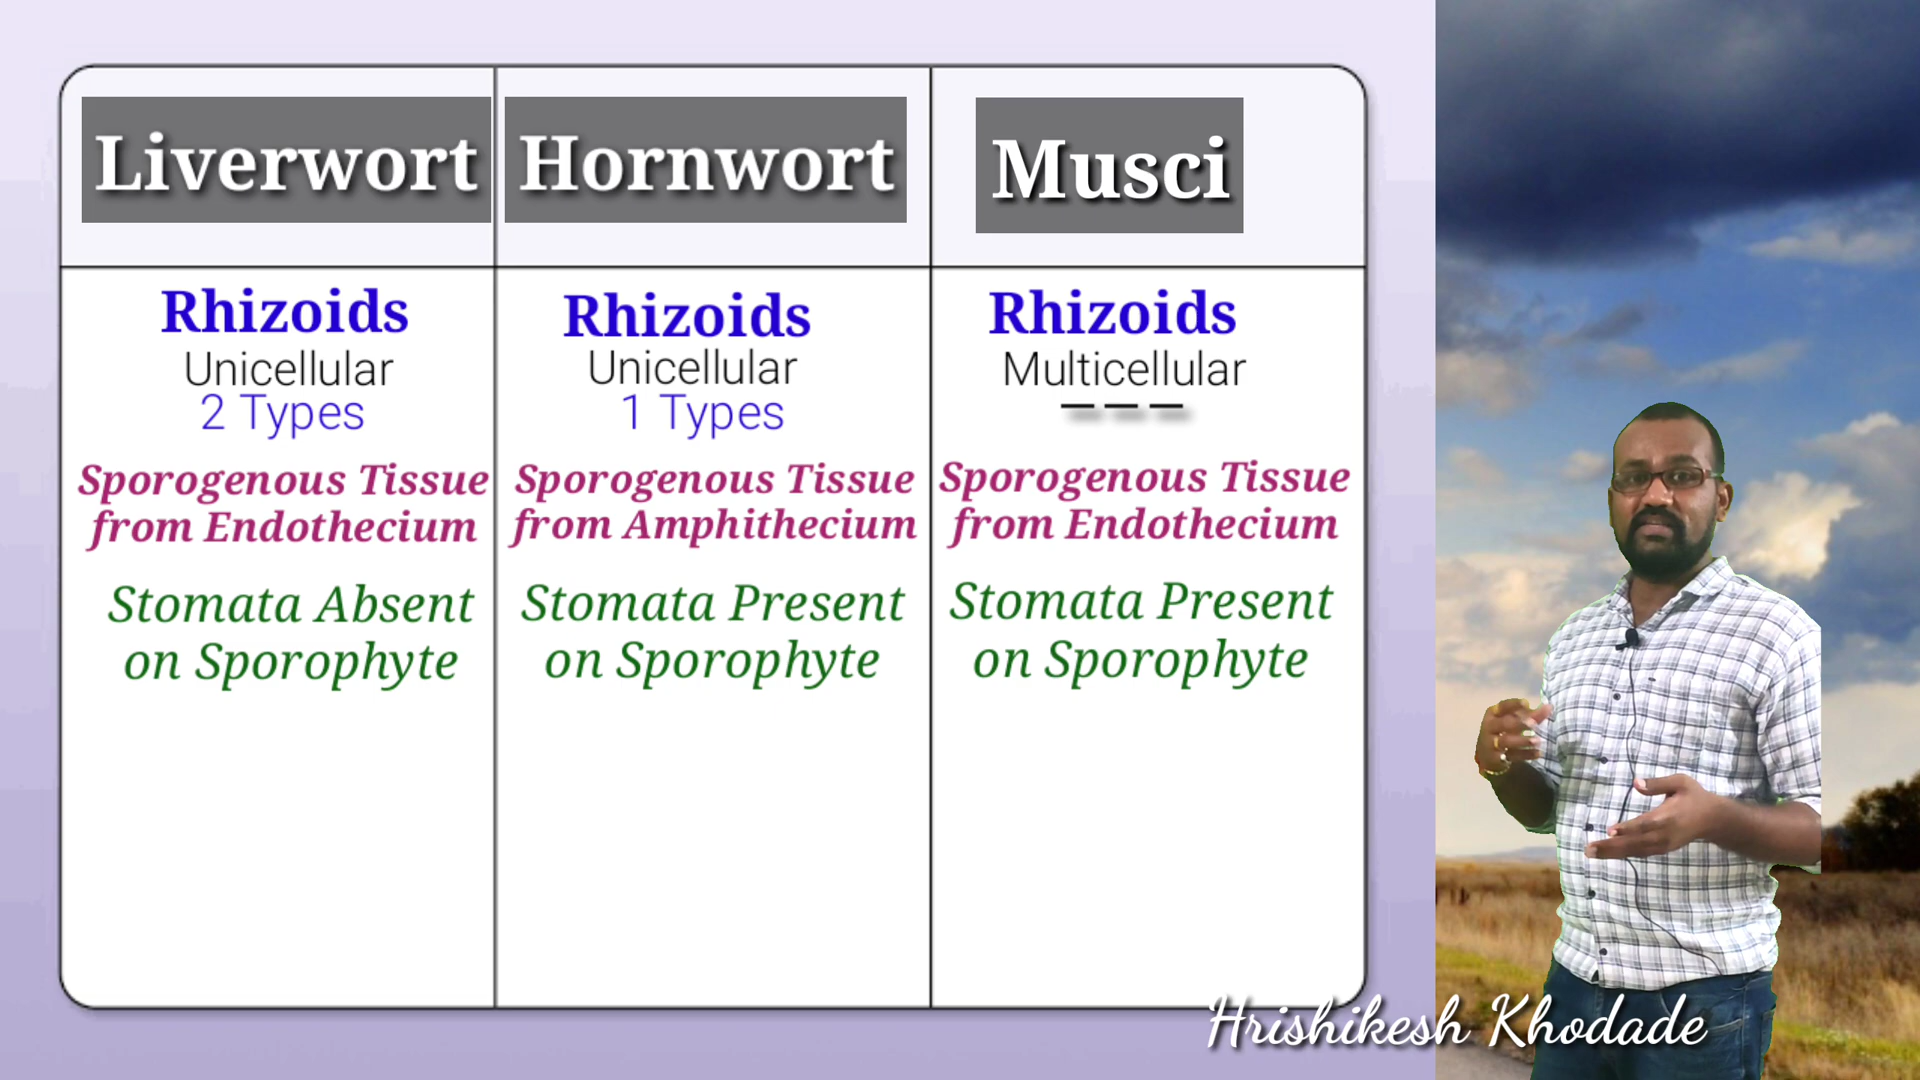 Liverwort
Hornwort
Musci
Rhizoids
Unicellular
2 Types
Sporogenous Tissue
from Endothecium
Stomata Absent
on Sporophyte
Rhizoids
Unicellular
1 Types
Sporogenous Tissue
from Amphithecium
Stomata Present
on Sporophyte
Rhizoids
Multicellular
– – –
Sporogenous Tissue
from Endothecium
Stomata Present
on Sporophyte
Hrishikesh Khodade